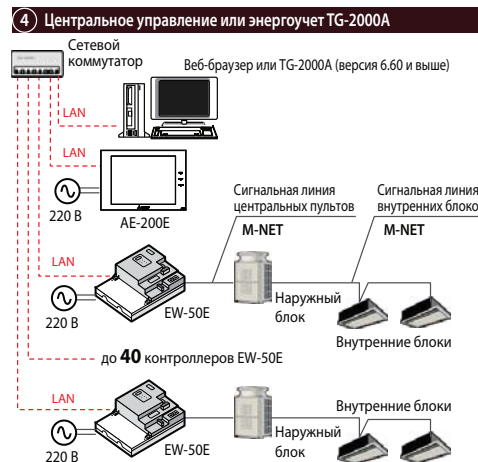 4 Центральное управление или энергоучет TG-2000A
Сетевой
коммутатор
Веб-браузер или TG-2000A (версия 6.60 и выше)
LAN
LAN
220 В
AE-200E
Сигнальная линия
центральных пультов
M-NET
Сигнальная линия
внутренних блоко
M-NET
LAN
220 В
EW-50E
Наружный
блок
Внутренние блоки
до 40 контроллеров EW-50E
LAN
220 В
EW-50E
Наружный
блок
Внутренние блоки